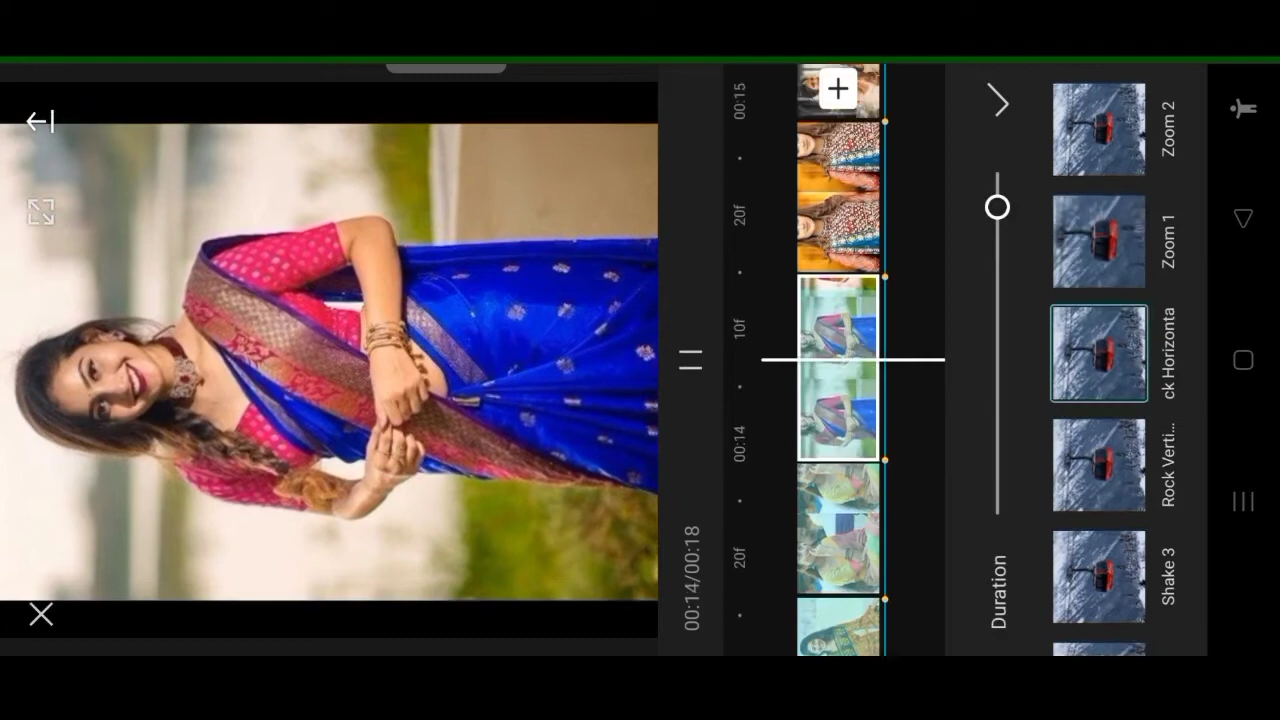 00:14/00:18
20f
00:14
10f
20f
00:15
Duration
Shake 3
Rock Verti...
ck Horizonta
Zoom 1
Zoom 2